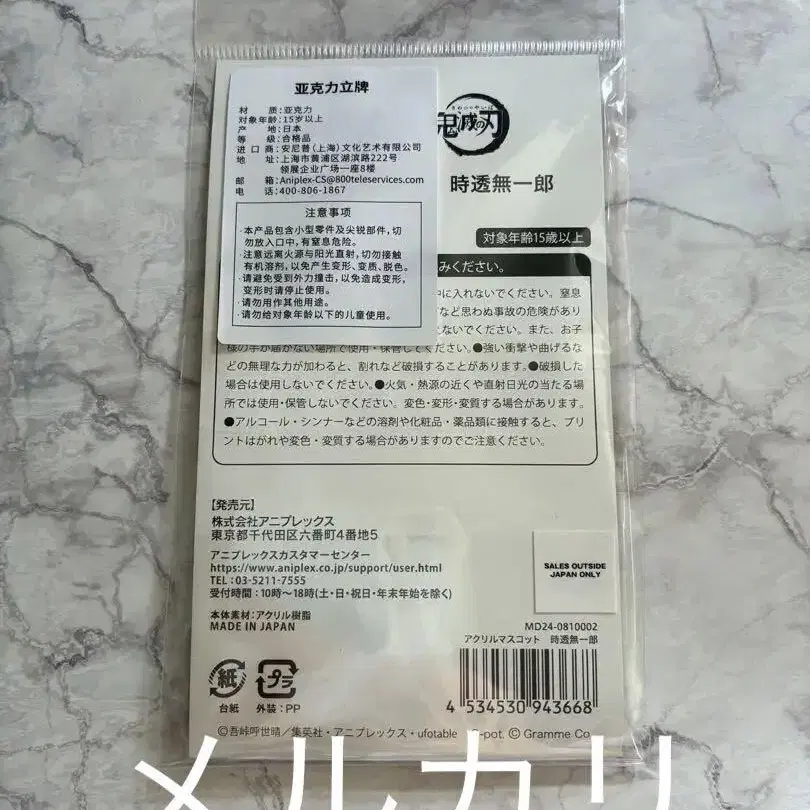 亚克力立牌
材 质：亚克力
对象年龄：15岁以上
产 地：日本
等 级：合格品
进 口 商：安尼普（上海）文化艺术有限公司
地 址：上海市黄浦区湖滨路222号
领展企业广场一座8楼
邮 箱：Aniplex-CS@800teleservices.com
电 话：400-806-1867
注意事项
·本产品包含小型零件及尖锐部件，切
勿放入口中，有窒息危险。
·注意远离火源与阳光直射，切勿接触
有机溶剂，以免产生变形、变质、脱色。
·请避免受到外力撞击，以免造成变形，
变形时请停止使用。
·请勿用作其他用途。
·请勿给对象年龄以下的儿童使用。
きめつのやいば
鬼滅の刃
時透無一郎
対象年齢15歳以上
みください。
中に入れないでください。窒息
など思わぬ事故の危険があり
えないでください。また、お子
様の手が届かない場所で使用・保管してください。●強い衝撃や曲げるな
どの無理な力が加わると、割れなど破損することがあります。●破損した
場合は使用しないでください。●火気・熱源の近くや直射日光の当たる場
所では使用・保管しないでください。変色・変形・変質する場合があります。
●アルコール・シンナーなどの溶剤や化粧品・薬品類に接触すると、プリ
ントはがれや変色・変質する場合がありますのでご注意ください。
【発売元】
株式会社アニプレックス
東京都千代田区六番町4番地5
アニプレックスカスタマーセンター
https://www.aniplex.co.jp/support/user.html
TEL：03-5211-7555
受付時間：10時～18時(土・日・祝日・年末年始を除く)
本体素材：アクリル樹脂
MADE IN JAPAN
SALES OUTSIDE
JAPAN ONLY
MD24-0810002
アクリルマスコット 時透無一郎
4 534530 943668
紙
台紙
プラ
外装：PP
©吾峠呼世晴／集英社・アニプレックス・ufotable
-pot. © Gramme Co
メルカリ